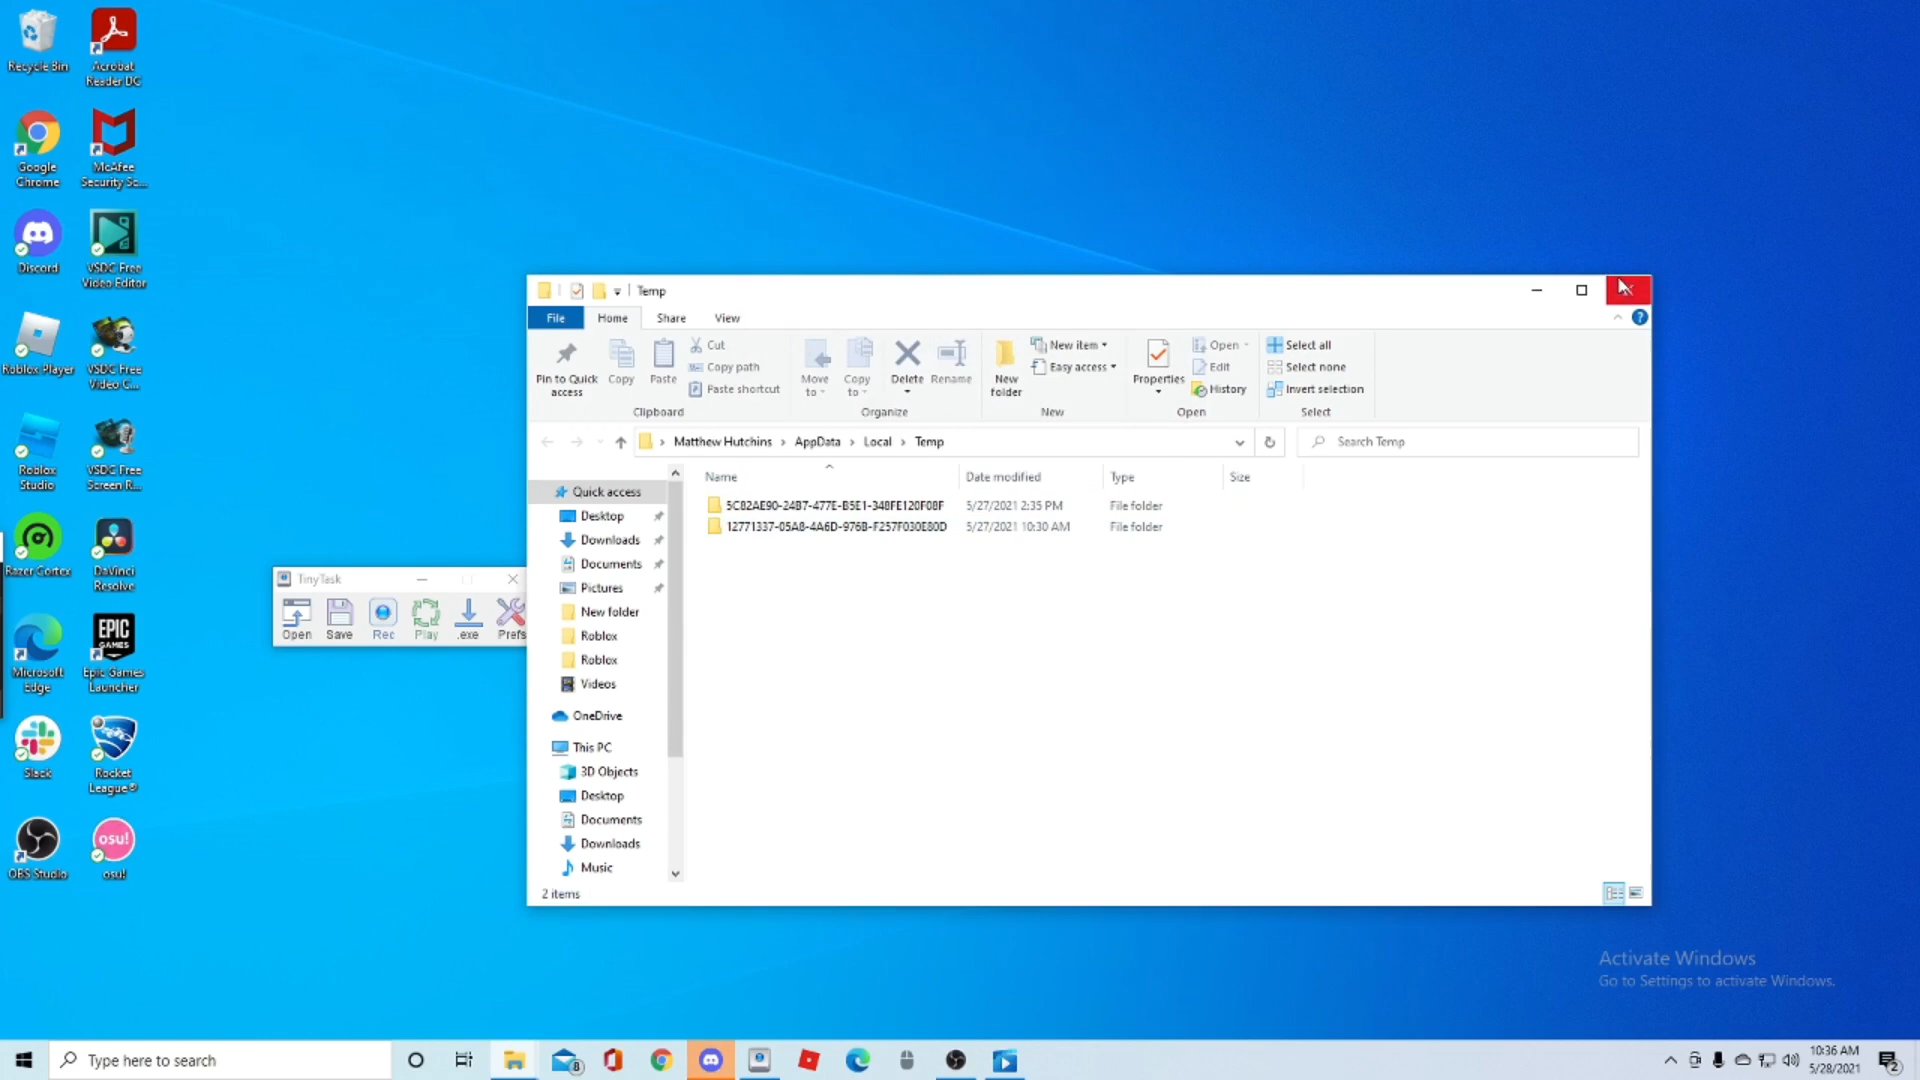 Recycle Bin
Acrobat
Reader DC
Google
Chrome
McAfee
Security Sc...
Discord
VSDC Free
Video Editor
Roblox Player
VSDC Free
Video C...
Roblox
Studio
VSDC Free
Screen R...
Razer Cortex
DaVinci
Resolve
Microsoft
Edge
EPIC
GAMES
Epic Games
Launcher
Slack
Rocket
League®
OBS Studio
osu!
osu!
TinyTask
Open
Save
Rec
Play
.exe
Prefs
Temp
File
Home
Share
View
Pin to Quick
access
Copy
Paste
Cut
Copy path
Paste shortcut
Clipboard
Move
to
Copy
to
Delete
Rename
Organize
New
folder
New item
Easy access
New
Properties
Open
Edit
History
Open
Select all
Select none
Invert selection
Select
Matthew Hutchins > AppData > Local > Temp
Search Temp
Name
Date modified
Type
Size
5C82AE90-24B7-477E-B5E1-348FE120F08F
5/27/2021 2:35 PM
File folder
12771337-05A8-4A6D-976B-F257F030E80D
5/27/2021 10:30 AM
File folder
Quick access
Desktop
Downloads
Documents
Pictures
New folder
Roblox
Roblox
Videos
OneDrive
This PC
3D Objects
Desktop
Documents
Downloads
Music
2 items
Activate Windows
Go to Settings to activate Windows.
Type here to search
8
10:36 AM
5/28/2021
2